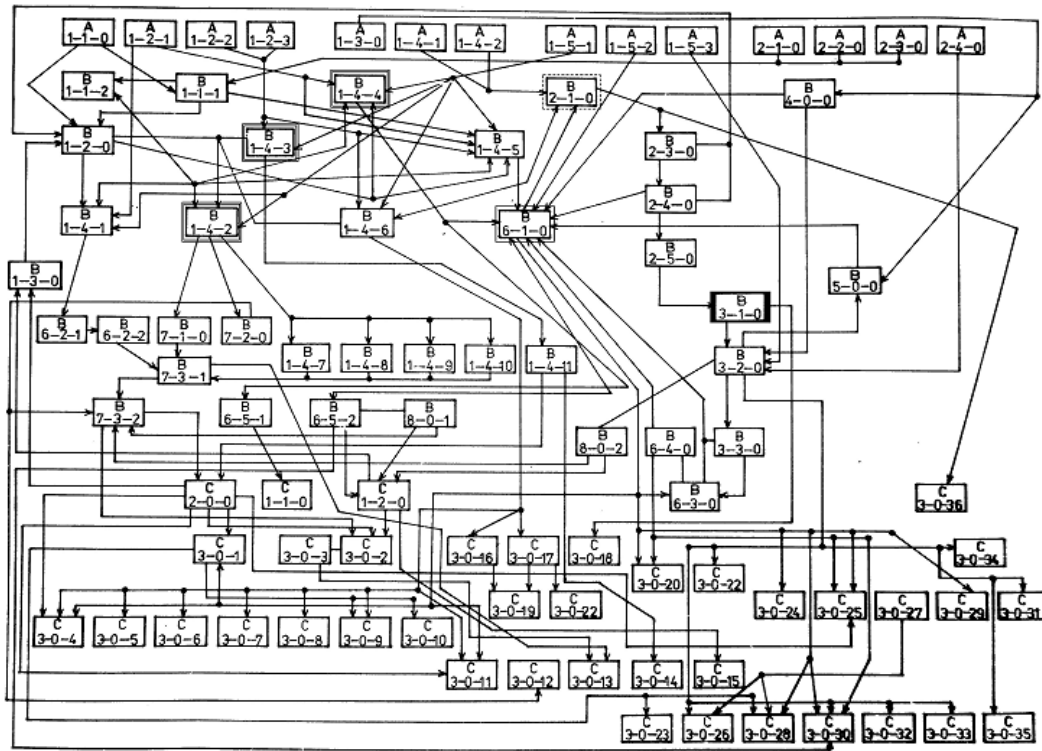 A
1-1-0
A
1-2-1
A
1-2-2
A
1-2-3
A
1-3-0
A
1-4-1
A
1-4-2
A
1-5-1
A
1-5-2
A
1-5-3
A
2-1-0
A
2-2-0
A
2-3-0
A
2-4-0
B
1-1-2
B
1-1-1
B
1-4-4
B
2-1-0
B
4-0-0
B
1-2-0
B
1-4-3
B
1-4-5
B
2-3-0
B
2-4-0
B
1-4-1
B
1-4-2
B
1-4-6
B
6-1-0
B
2-5-0
B
1-3-0
B
5-0-0
B
3-1-0
B
6-2-1
B
6-2-2
B
7-1-0
B
7-2-0
B
1-4-7
B
1-4-8
B
1-4-9
B
1-4-10
B
1-4-11
B
3-2-0
B
7-3-1
B
7-3-2
B
6-5-1
B
6-5-2
B
8-0-1
B
8-0-2
B
6-4-0
B
3-3-0
C
2-0-0
C
1-1-0
C
1-2-0
B
6-3-0
C
3-0-36
C
3-0-1
C
3-0-3
C
3-0-2
C
3-0-16
C
3-0-17
C
3-0-18
C
3-0-34
C
3-0-20
C
3-0-22
C
3-0-19
C
3-0-22
C
3-0-24
C
3-0-25
C
3-0-27
C
3-0-29
C
3-0-31
C
3-0-4
C
3-0-5
C
3-0-6
C
3-0-7
C
3-0-8
C
3-0-9
C
3-0-10
C
3-0-11
C
3-0-12
C
3-0-13
C
3-0-14
C
3-0-15
C
3-0-23
C
3-0-26
C
3-0-28
C
3-0-30
C
3-0-32
C
3-0-33
C
3-0-35